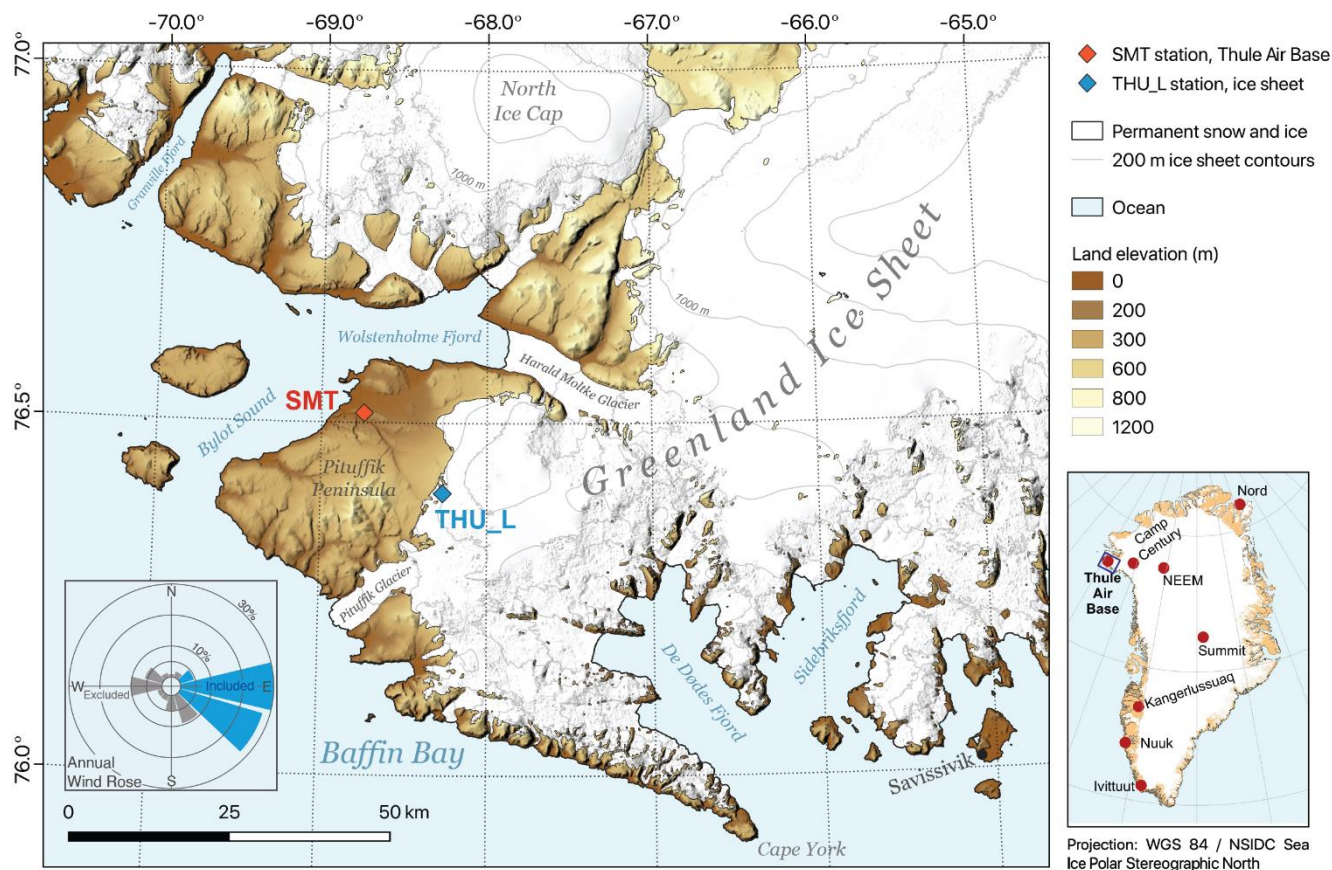 -70.0°
-69.0°
-68.0°
-67.0°
-66.0°
-65.0°
77.0°
76.5°
76.0°
North
Ice Cap
Granville Fjord
1000 m
1000 m
Greenland Ice Sheet
Wolstenholme Fjord
Harald Moltke Glacier
SMT
Bylot Sound
Pituffik
Peninsula
THU_L
Pituffik Glacier
De Dødes Fjord
Sidebriksfjord
Baffin Bay
Savissivik
Cape York
N
30%
10%
W
Excluded
Included
E
S
Annual
Wind Rose
0
25
50 km
SMT station, Thule Air Base
THU_L station, ice sheet
Permanent snow and ice
200 m ice sheet contours
Ocean
Land elevation (m)
0
200
300
600
800
1200
Nord
Camp
Century
NEEM
Thule
Air
Base
Summit
Kangerlussuaq
Nuuk
Ivittuut
Projection: WGS 84 / NSIDC Sea
Ice Polar Stereographic North